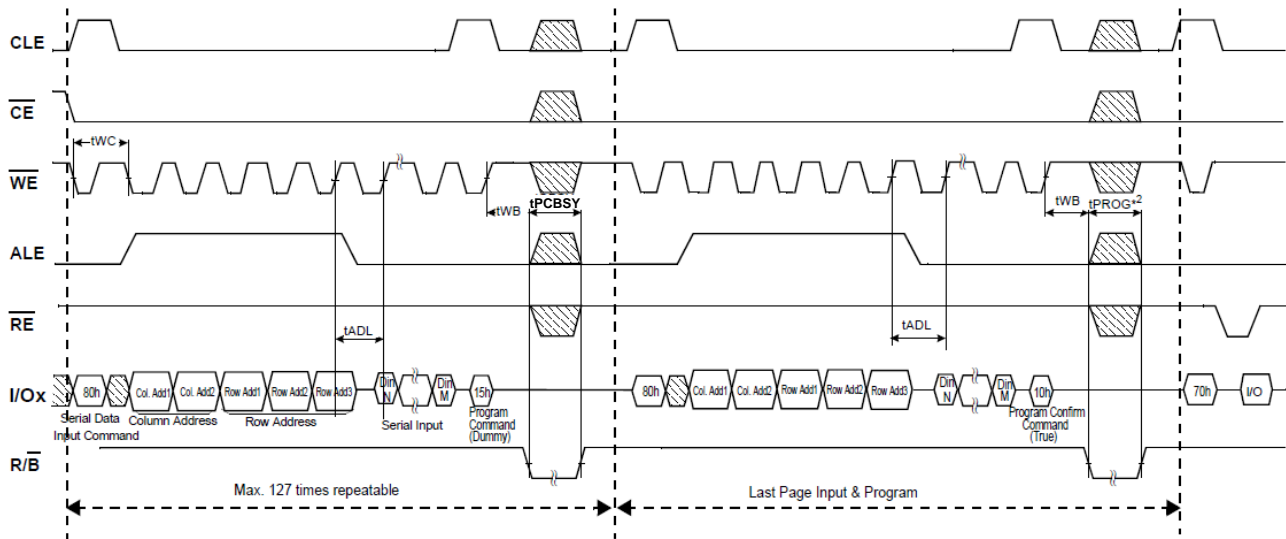 CLE
CE
tWC
WE
tWB
tPCBSY
tWB
tPROG*2
ALE
RE
tADL
tADL
I/Ox
80h
Col. Add1
Col. Add2
Row Add1
Row Add2
Row Add3
Din N
Din M
15h
80h
Col. Add1
Col. Add2
Row Add1
Row Add2
Row Add3
Din N
Din M
10h
70h
I/O
Serial Data
Input Command
Column Address
Row Address
Serial Input
Program
Command
(Dummy)
Program Confirm
Command
(True)
R/B
Max. 127 times repeatable
Last Page Input & Program